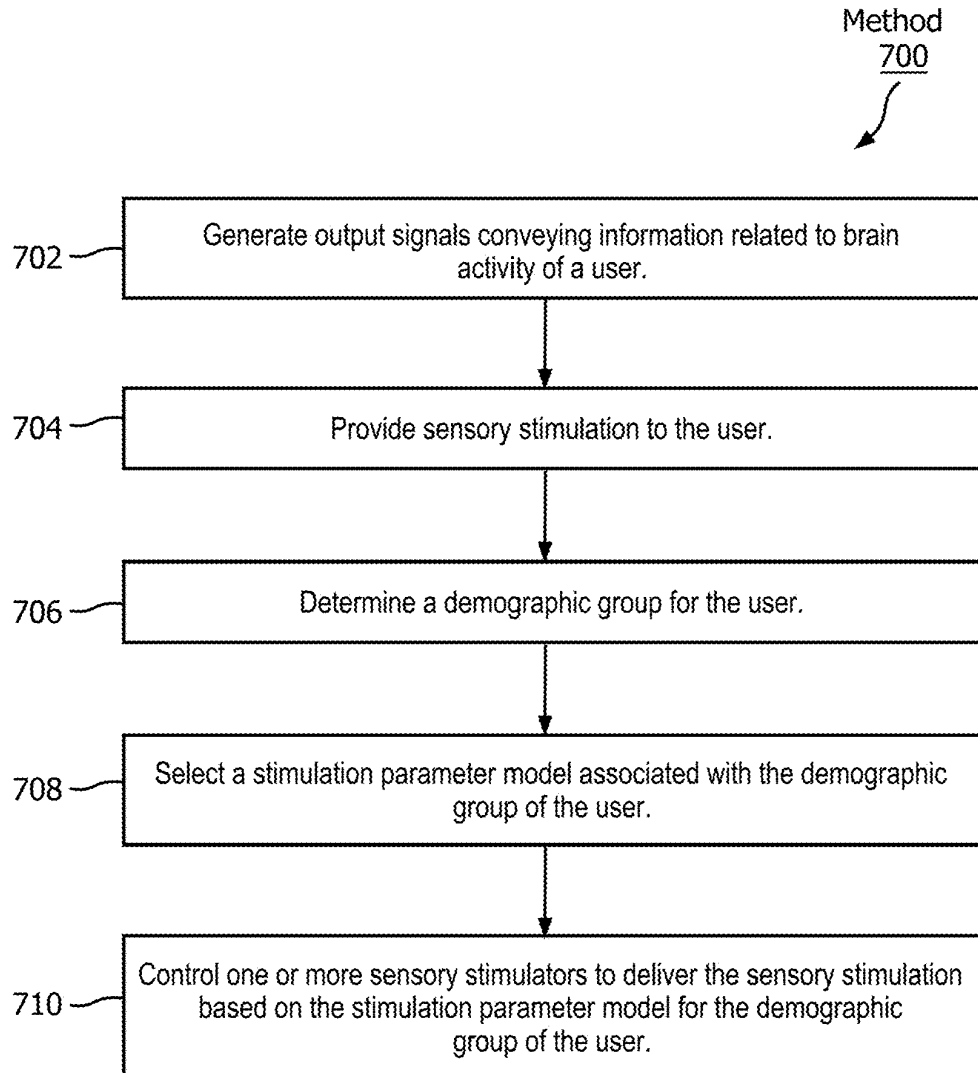 Method
700
702
Generate output signals conveying information related to brain
activity of a user.
704
Provide sensory stimulation to the user.
706
Determine a demographic group for the user.
708
Select a stimulation parameter model associated with the demographic
group of the user.
710
Control one or more sensory stimulators to deliver the sensory stimulation
based on the stimulation parameter model for the demographic
group of the user.